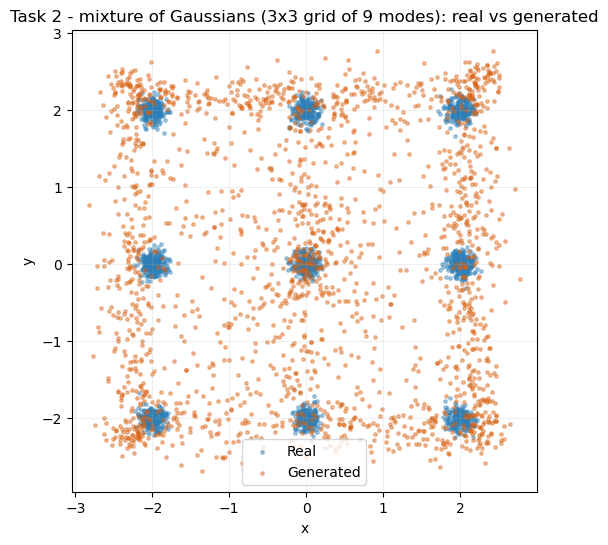 Task 2 - mixture of Gaussians (3x3 grid of 9 modes): real vs generated
3
2
1
0
−1
−2
y
Real
Generated
−3 −2 −1 0 1 2
x